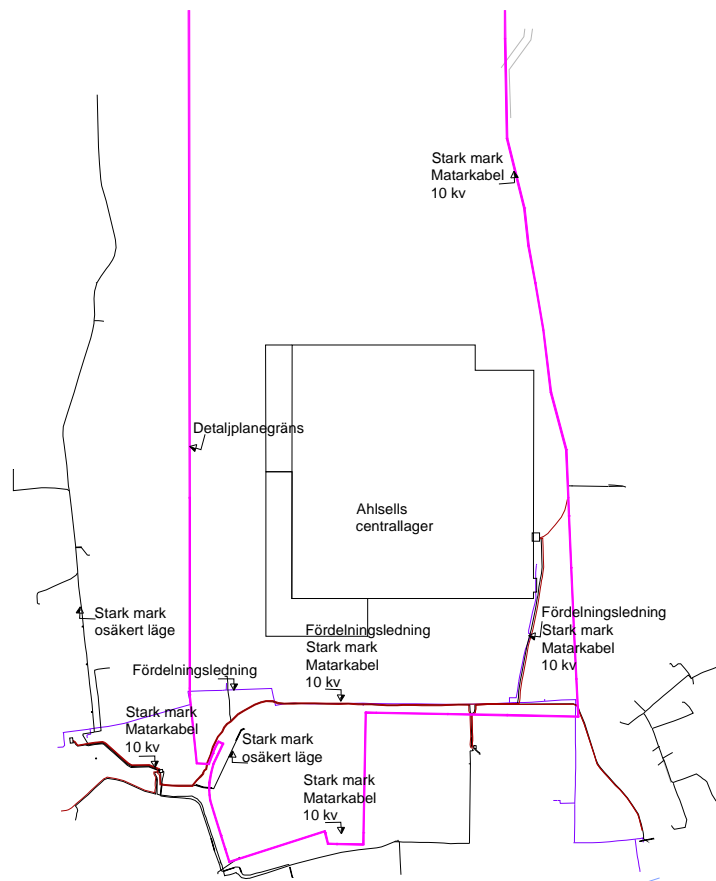 Stark mark
Matarkabel
10 kv
Detaljplanegräns
Ahlsells
centrallager
Stark mark
osäkert läge
Fördelningsledning
Stark mark
Matarkabel
10 kv
Fördelningsledning
Stark mark
Matarkabel
10 kv
Fördelningsledning
Stark mark
Matarkabel
10 kv
Stark mark
osäkert läge
Stark mark
Matarkabel
10 kv